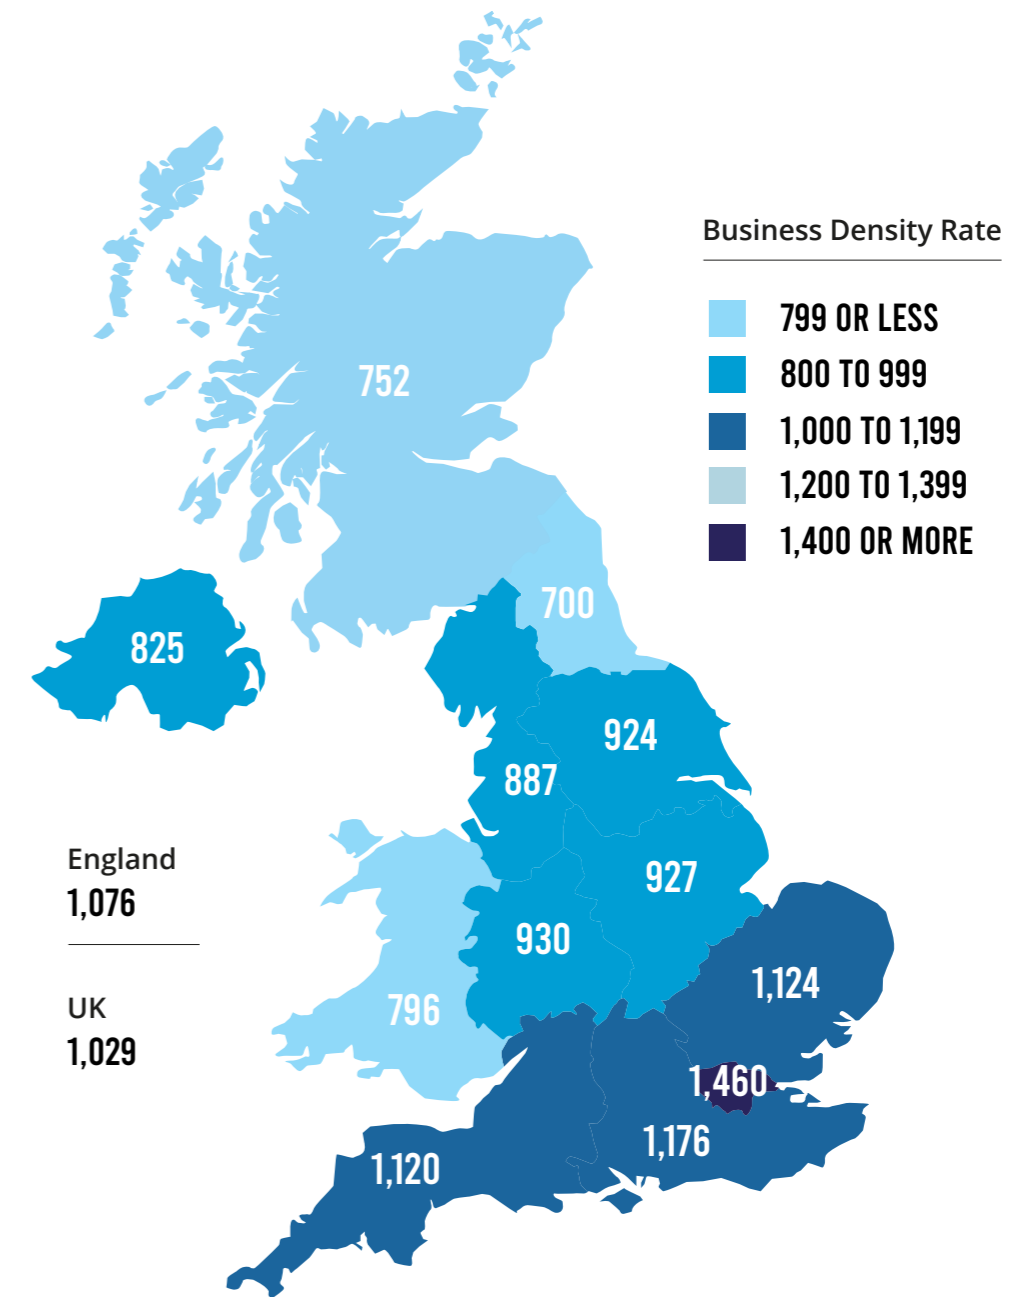 Business Density Rate
799 OR LESS
800 TO 999
1,000 TO 1,199
1,200 TO 1,399
1,400 OR MORE
752
700
825
924
887
927
930
796
1,124
1,460
1,176
1,120
England
1,076
UK
1,029